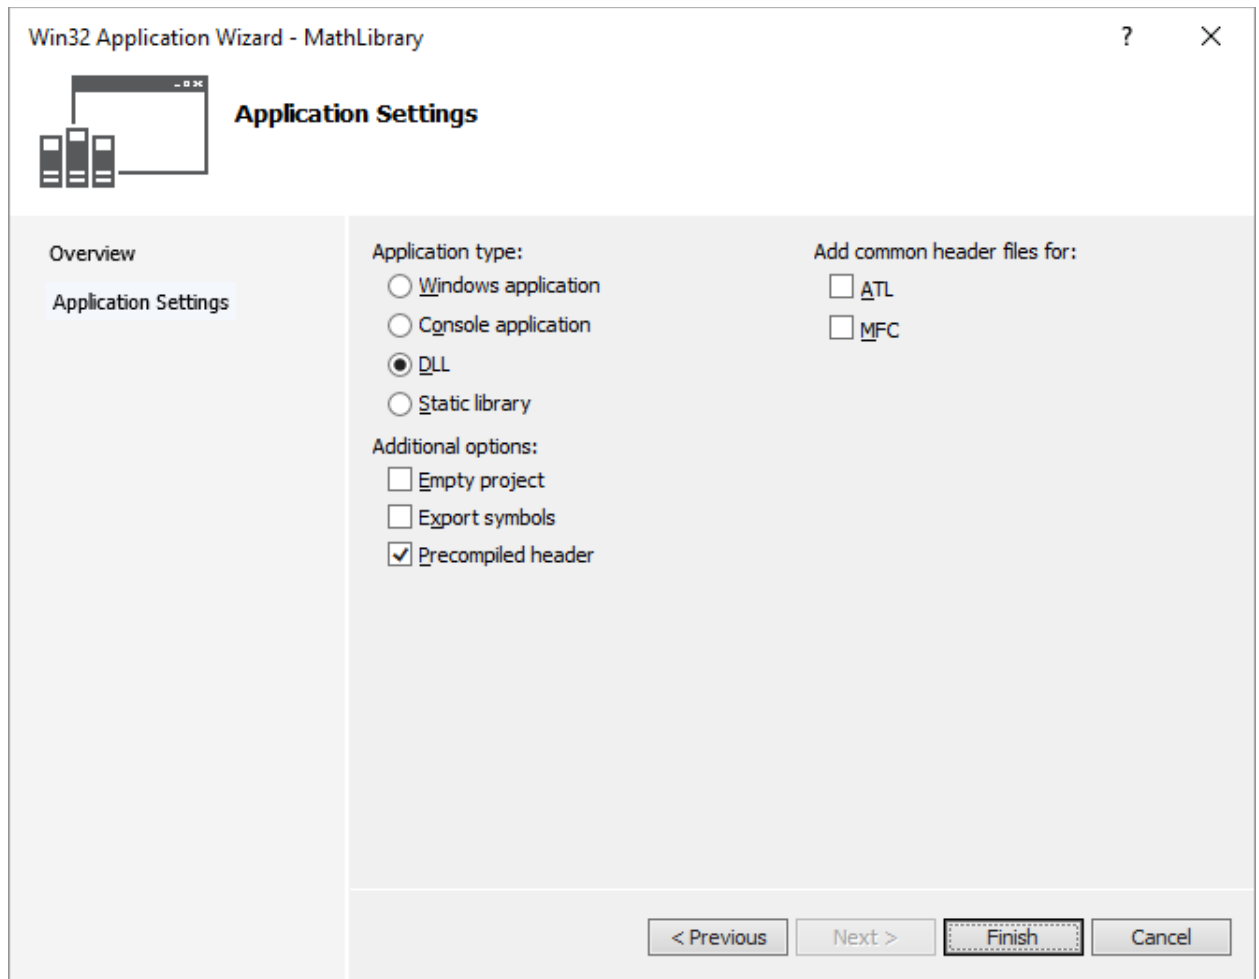 Win32 Application Wizard - MathLibrary
Application Settings
Overview
Application Settings
Application type:
Windows application
Console application
DLL
Static library
Additional options:
Empty project
Export symbols
Precompiled header
Add common header files for:
ATL
MFC
< Previous
Next >
Finish
Cancel